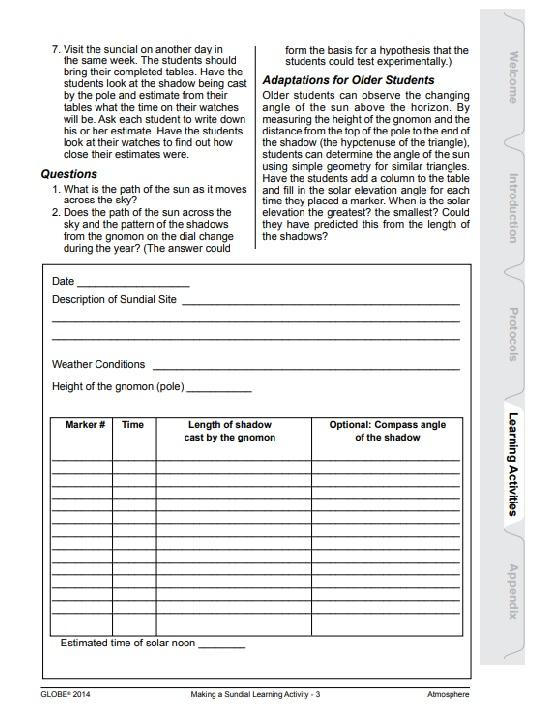 7. Visit the suncial on another day in
the same week. The students should
bring their completed tables. Have the
students look at the shadow being cast
by the pole and estimate from their
tables what the time on their watches
will be. Ask each student to write down
his or her estimate. Have the students
look at their watches to find out how
close their estimates were.
Questions
1. What is the path of the sun as it moves
across the sky?
2. Does the path of the sun across the
sky and the pattern of the shadows
from the gnomon on the dial change
during the year? (The answer could
form the basis for a hypothesis that the
students could test experimentally.)
Adaptations for Older Students
Older students can observe the changing
angle of the sun above the horizon. By
measuring the height of the gnomon and the
distance from the top of the pole to the end of
the shadow (the hypotenuse of the triangle),
students can determine the angle of the sun
using simple geometry for similar triangles.
Have the students add a column to the table
and fill in the solar elevation angle for each
time they placed a marker. When is the solar
elevation the greatest? the smallest? Could
they have predicted this from the length of
the shadows?
Date
Description of Sundial Site
Weather Conditions
Height of the gnomon (pole)
Marker # Time Length of shadow Optional: Compass angle
cast by the gnomon of the shadow
Estimated time of solar noon
GLOBE® 2014 Making a Sundial Learning Activity - 3 Atmosphere
Welcome
Introduction
Protocols
Learning Activities
Appendix